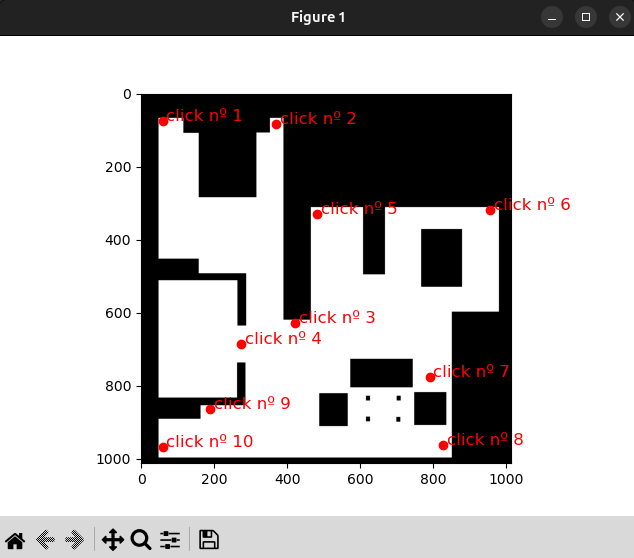 Figure 1
0
click nº 1
click nº 2
200
click nº 5
click nº 6
400
600
click nº 3
click nº 4
click nº 7
800
click nº 9
click nº 10
click nº 8
1000
0 200 400 600 800 1000